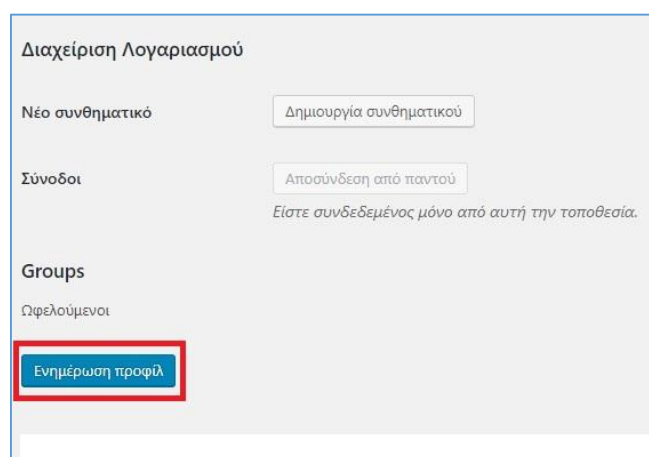 Διαχείριση Λογαριασμού
Νέο συνθηματικό
Δημιουργία συνθηματικού
Σύνοδοι
Αποσύνδεση από παντού
Είστε συνδεδεμένος μόνο από αυτή την τοποθεσία.
Groups
Ωφελούμενοι
Ενημέρωση προφίλ